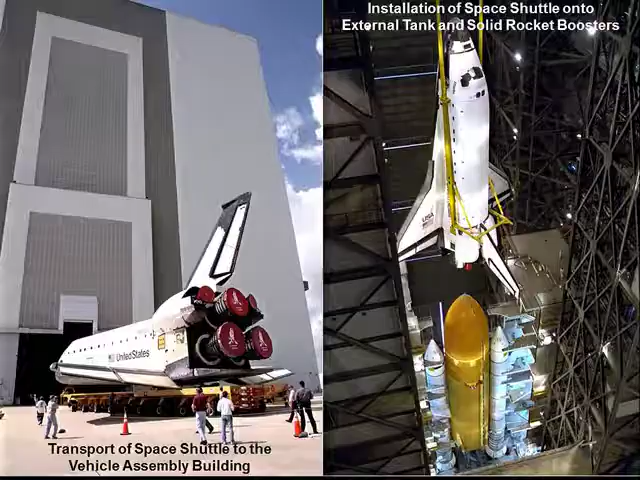 Installation of Space Shuttle onto
External Tank and Solid Rocket Boosters
USA
United States
Transport of Space Shuttle to the
Vehicle Assembly Building